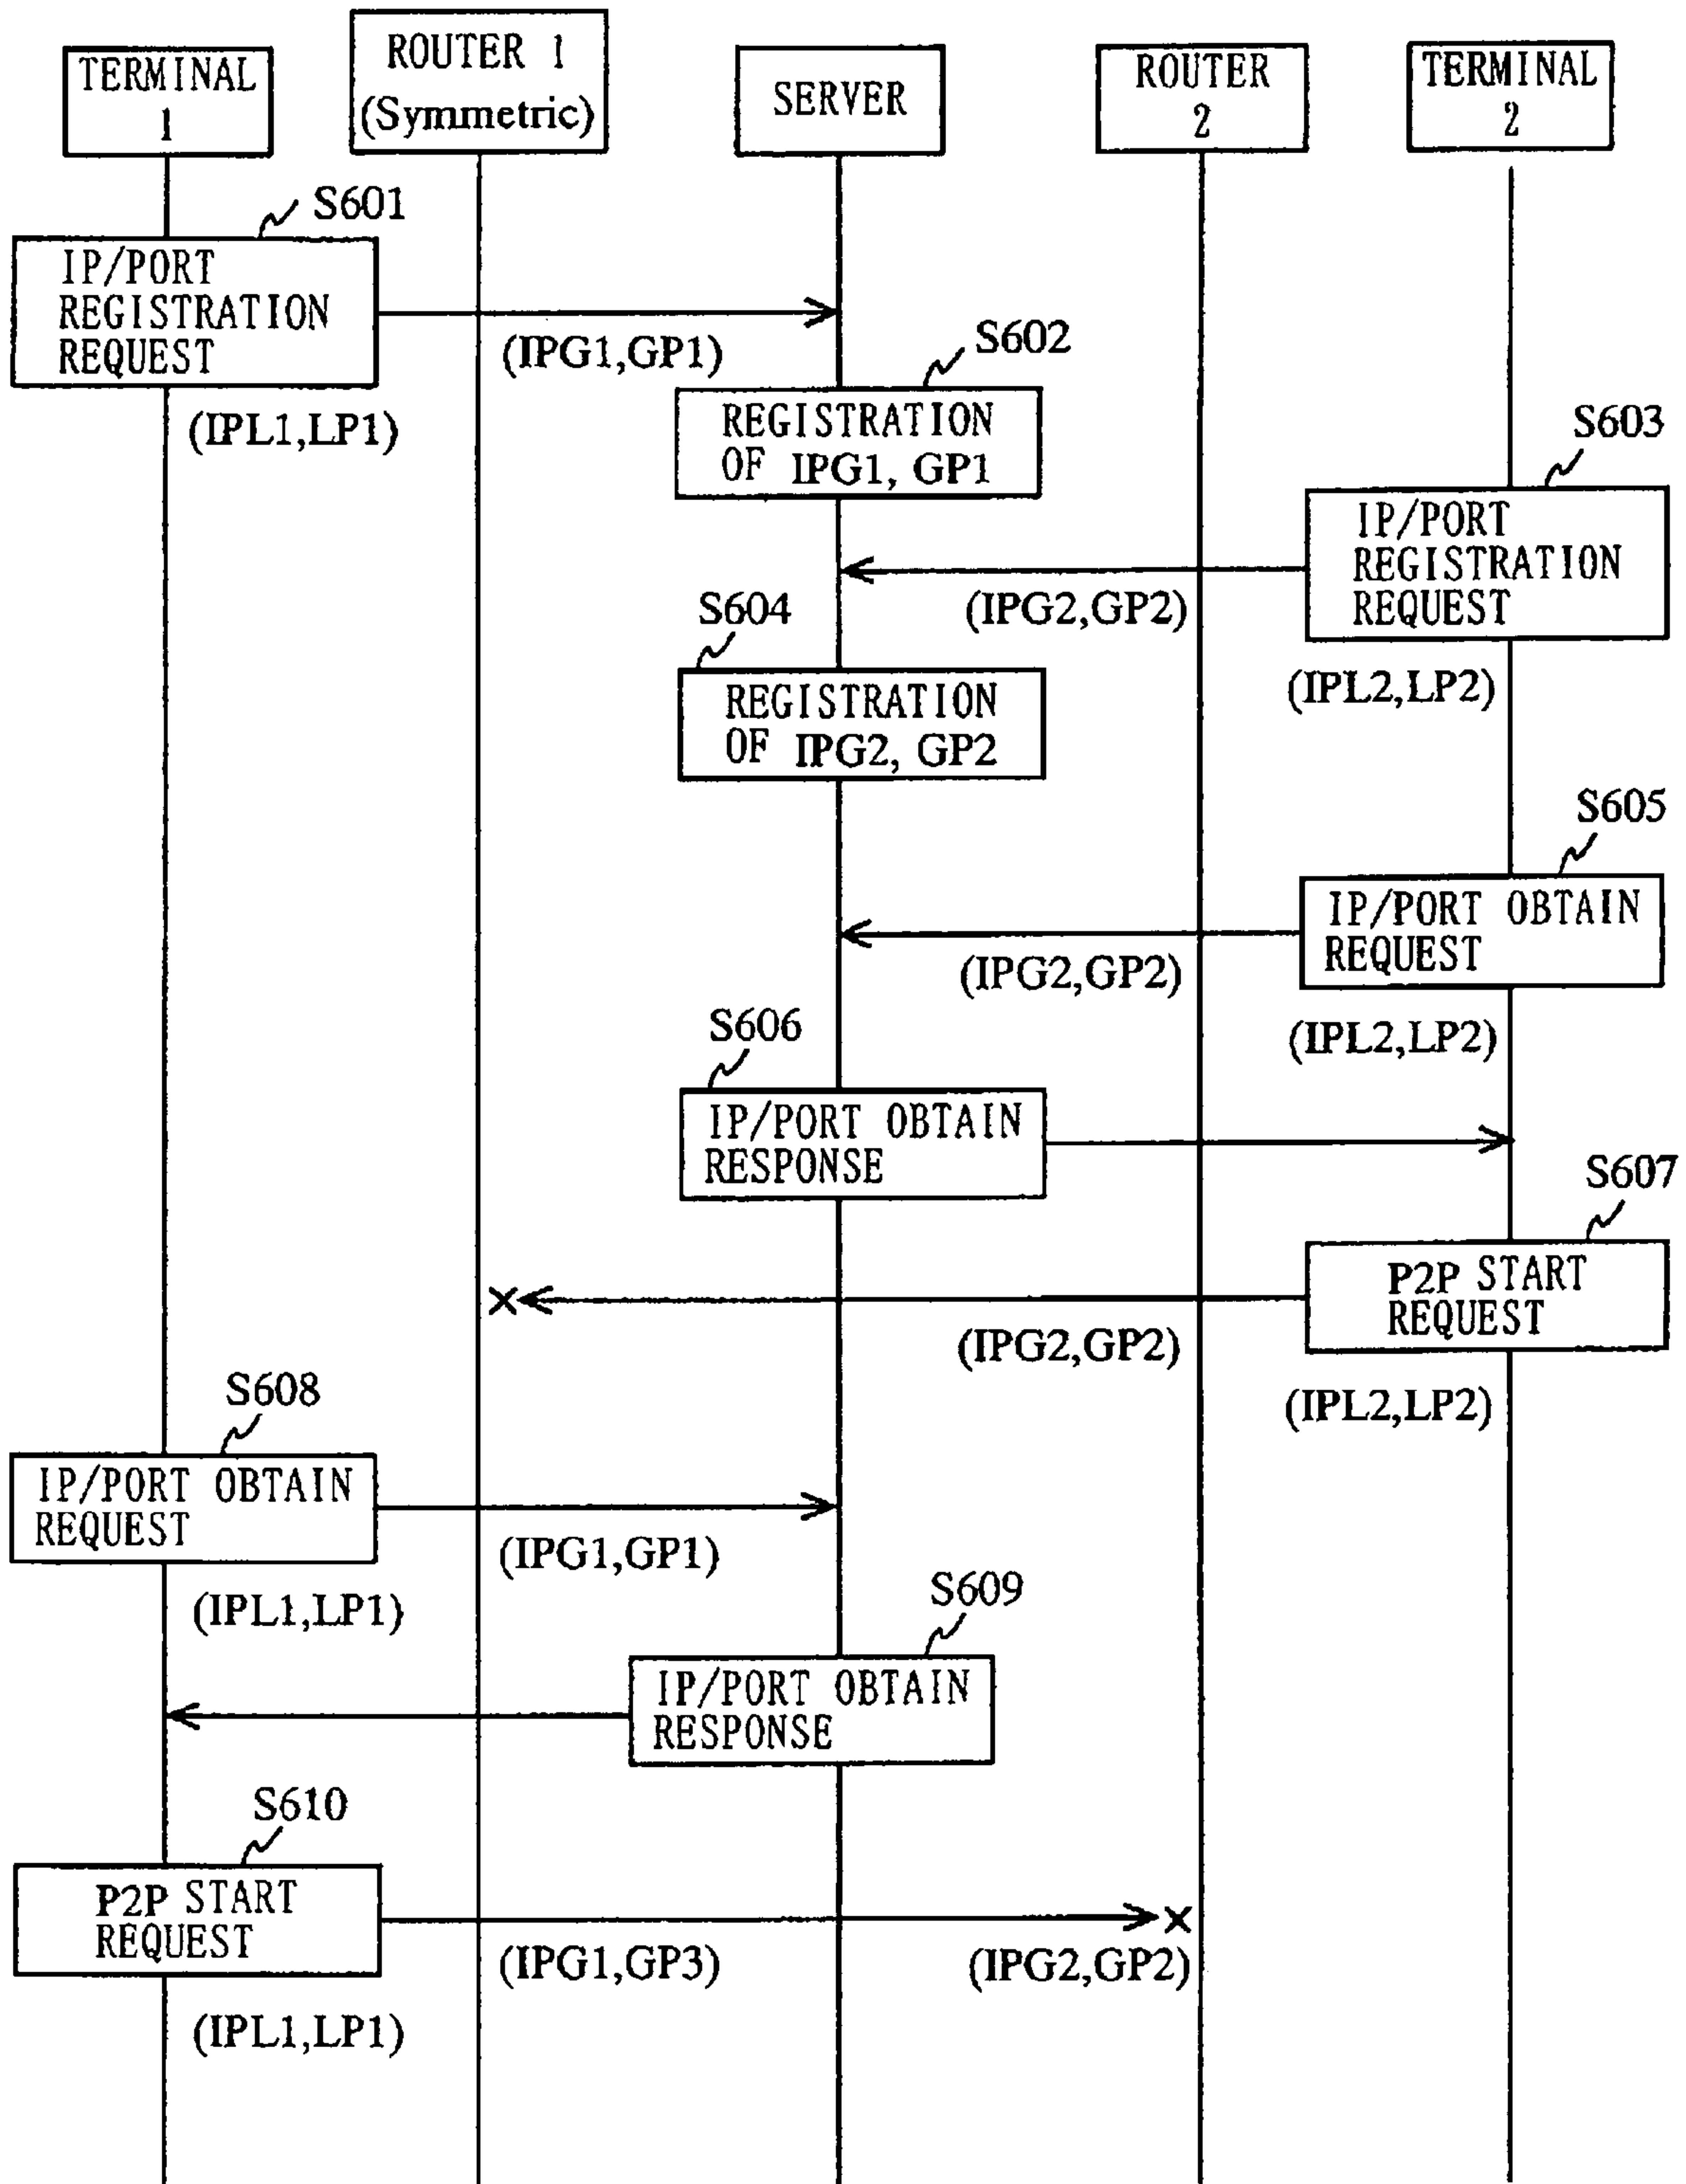 TERMINAL
1
ROUTER 1
(Symmetric)
SERVER
ROUTER
2
TERMINAL
2
S601
IP/PORT
REGISTRATION
REQUEST
(IPG1,GP1)
(IPL1,LP1)
S602
REGISTRATION
OF IPG1, GP1
S603
IP/PORT
REGISTRATION
REQUEST
(IPG2,GP2)
(IPL2,LP2)
S604
REGISTRATION
OF IPG2, GP2
S605
IP/PORT OBTAIN
REQUEST
(IPG2,GP2)
(IPL2,LP2)
S606
IP/PORT OBTAIN
RESPONSE
S607
P2P START
REQUEST
(IPG2,GP2)
(IPL2,LP2)
S608
IP/PORT OBTAIN
REQUEST
(IPG1,GP1)
(IPL1,LP1)
S609
IP/PORT OBTAIN
RESPONSE
S610
P2P START
REQUEST
(IPG1,GP3)
(IPG2,GP2)
(IPL1,LP1)